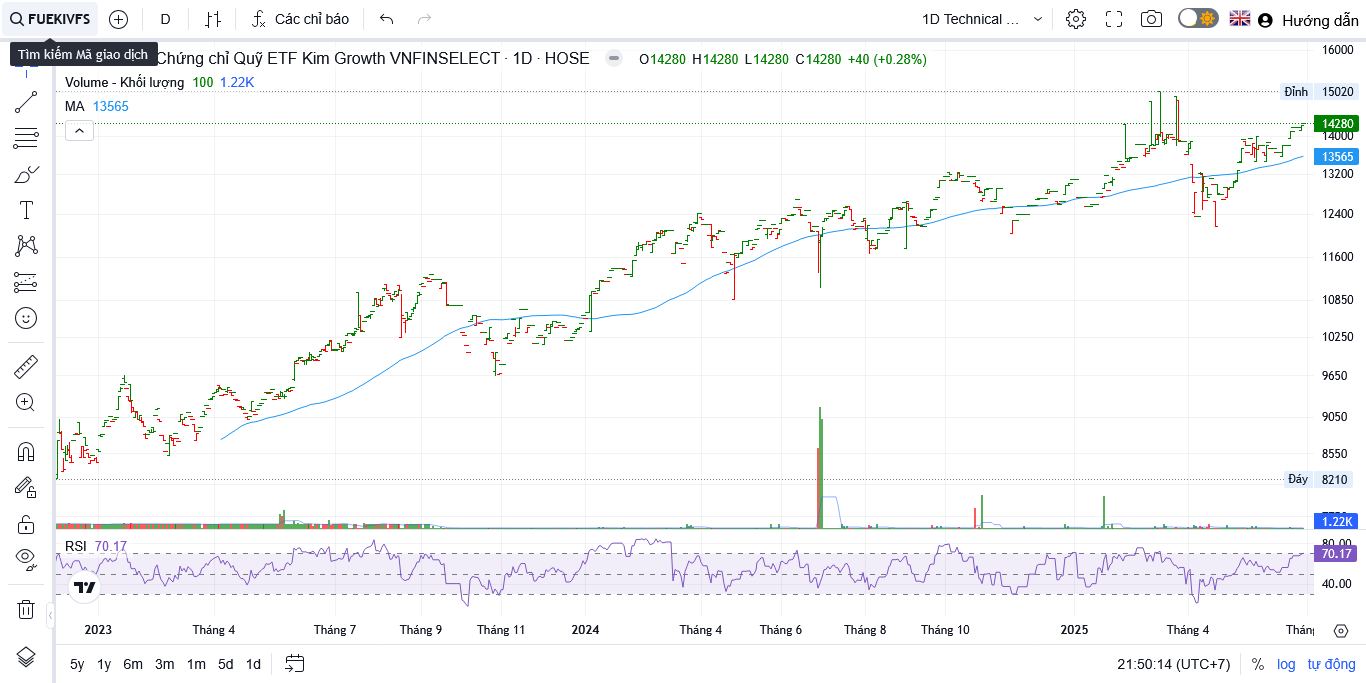 FUEKIVFS D Các chỉ báo 1D Technical ... Hướng dẫn
Tìm kiếm Mã giao dịch
Chứng chỉ Quỹ ETF Kim Growth VNFINSELECT · 1D · HOSE O14280 H14280 L14280 C14280 +40 (+0.28%)
Volume - Khối lượng 100 1.22K
MA 13565
16000
Đỉnh 15020
14280
14000
13565
13200
12400
11600
10850
10250
9650
9050
8550
Đáy 8210
1.22K
RSI 70.17
80.00
70.17
40.00
2023 Tháng 4 Tháng 7 Tháng 9 Tháng 11 2024 Tháng 4 Tháng 6 Tháng 8 Tháng 10 2025 Tháng 4 Thán
5y 1y 6m 3m 1m 5d 1d 21:50:14 (UTC+7) % log tự động